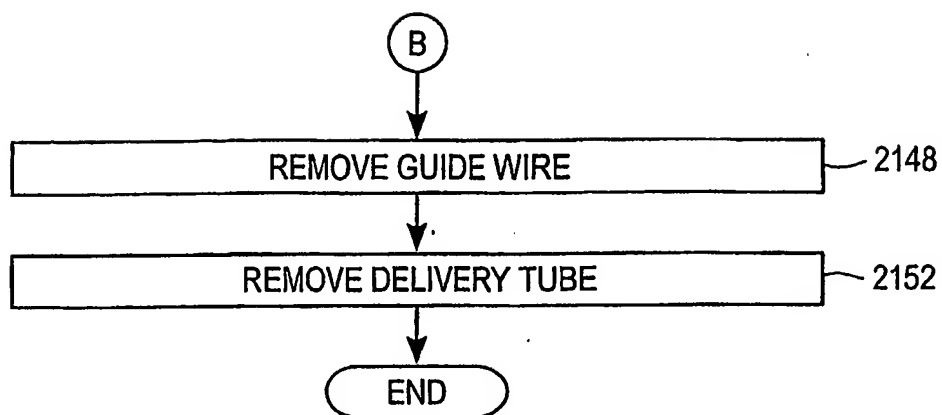 B
REMOVE GUIDE WIRE
2148
REMOVE DELIVERY TUBE
2152
END